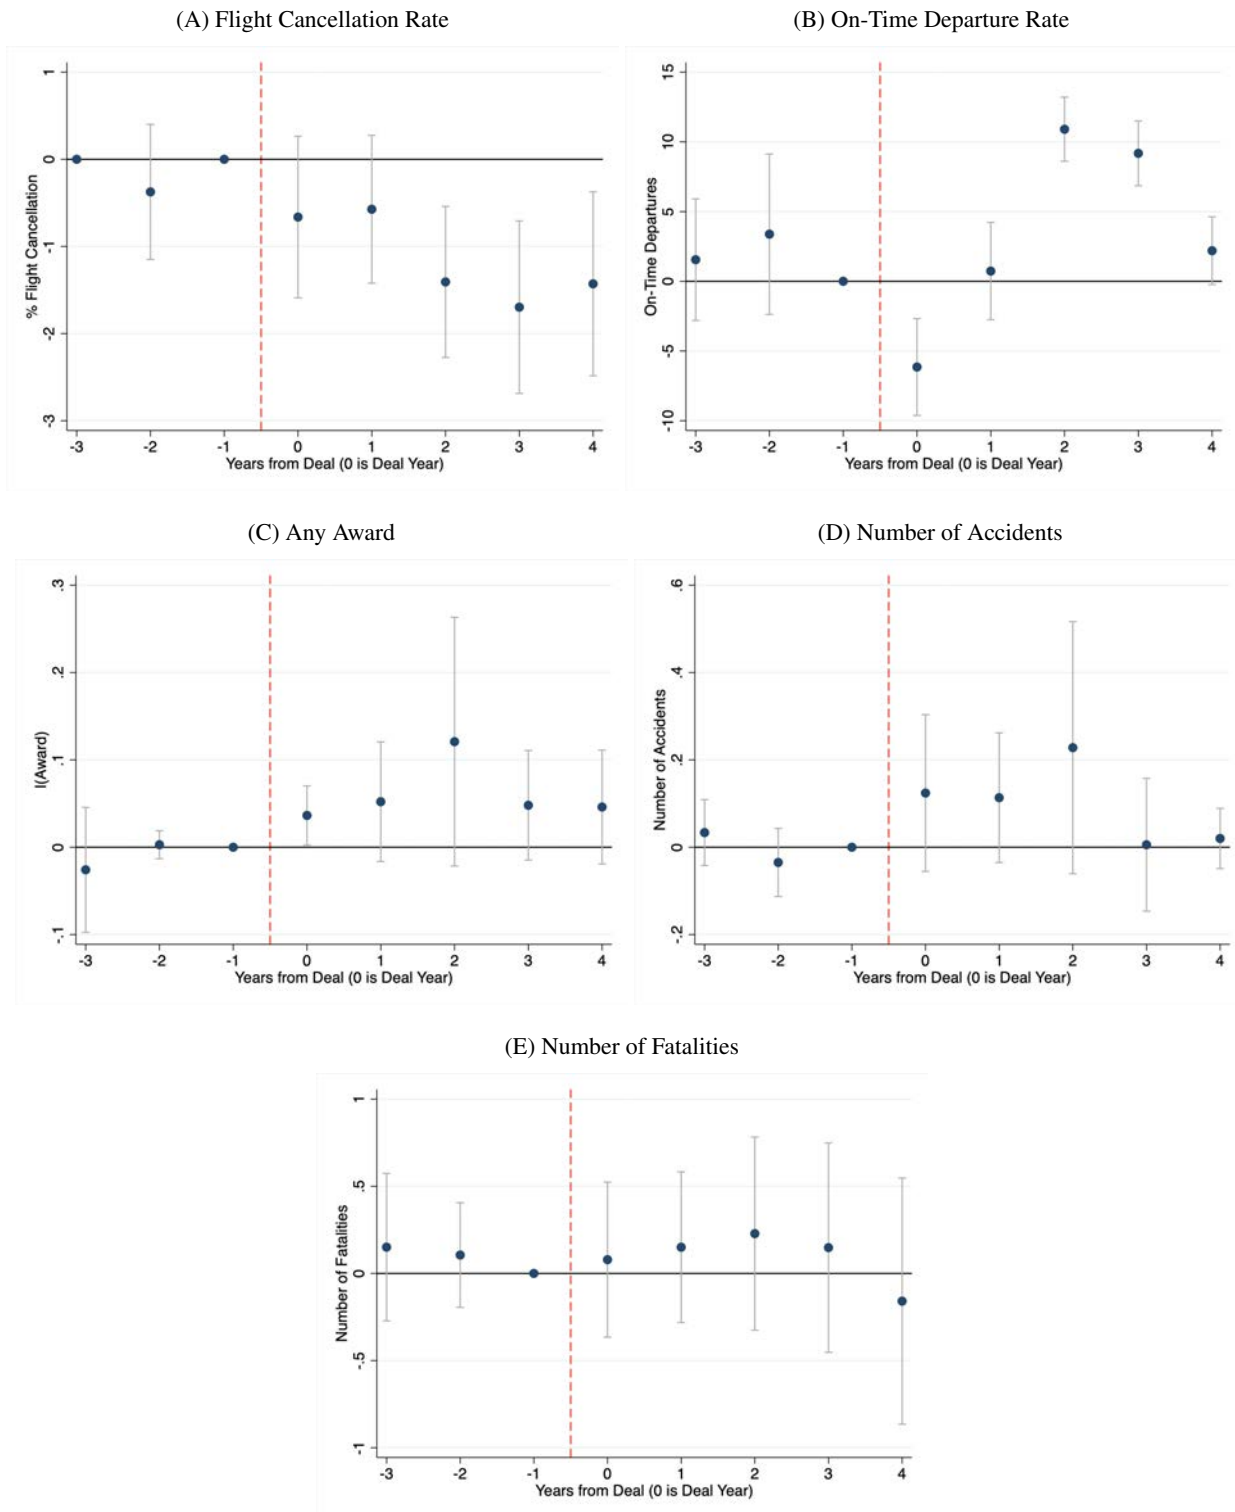 (A) Flight Cancellation Rate
1
0
-1
-2
-3
% Flight Cancellation
-3 -2 -1 0 1 2 3 4
Years from Deal (0 is Deal Year)
(B) On-Time Departure Rate
15
10
5
0
-5
-10
On-Time Departures
-3 -2 -1 0 1 2 3 4
Years from Deal (0 is Deal Year)
(C) Any Award
.3
.2
.1
0
-.1
I(Award)
-3 -2 -1 0 1 2 3 4
Years from Deal (0 is Deal Year)
(D) Number of Accidents
.6
.4
.2
0
-.2
Number of Accidents
-3 -2 -1 0 1 2 3 4
Years from Deal (0 is Deal Year)
(E) Number of Fatalities
1
.5
0
-.5
-1
Number of Fatalities
-3 -2 -1 0 1 2 3 4
Years from Deal (0 is Deal Year)